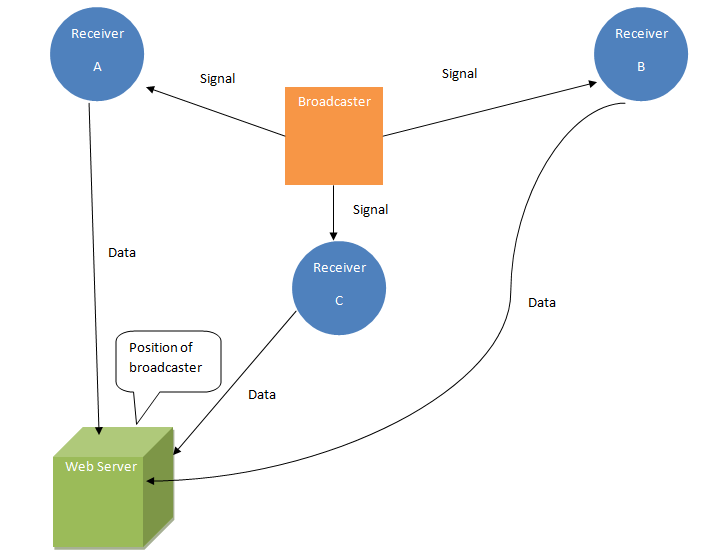 Receiver
A
Receiver
B
Signal
Signal
Broadcaster
Signal
Receiver
C
Data
Data
Position of
broadcaster
Data
Web Server